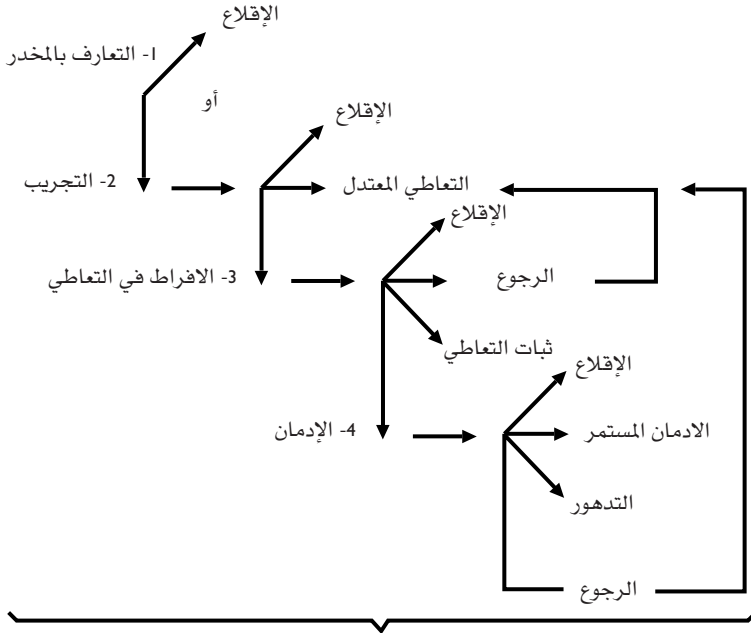 الإقلاع
1- التعارف بالمخدر
أو
الإقلاع
2- التجريب
التعاطي المعتدل
الإقلاع
3- الافراط في التعاطي
الرجوع
ثبات التعاطي
الإقلاع
4- الإدمان
الادمان المستمر
التدهور
الرجوع